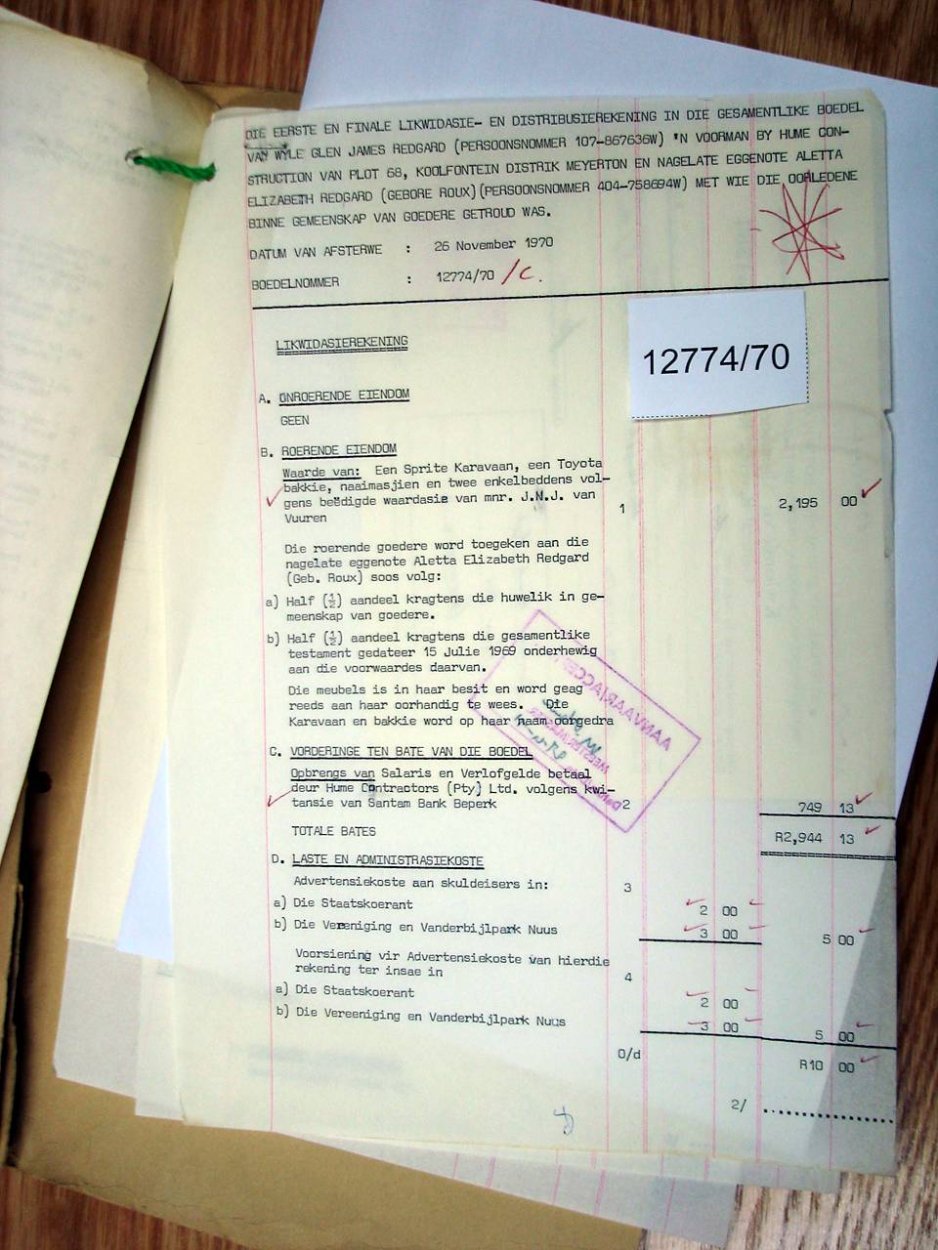 DIE EERSTE EN FINALE LIKWIDASIE- EN DISTRIBUSIEREKENING IN DIE GESAMENTLIKE BOEDEL
VAN WYLE GLEN JAMES REDGARD (PERSOONSNOMMER 107-867636W) 'N VOORMAN BY HUME CON-
STRUCTION VAN PLOT 68, KOOLFONTEIN DISTRIK MEYERTON EN NAGELATE EGGENOTE ALETTA
ELIZABETH REDGARD (GEBORE ROUX)(PERSOONSNOMMER 404-758694W) MET WIE DIE OORLEDENE
BINNE GEMEENSKAP VAN GOEDERE GETROUD WAS.
DATUM VAN AFSTERWE : 26 November 1970
BOEDELNOMMER : 12774/70 /C.
12774/70
LIKWIDASIEREKENING
A. ONROERENDE EIENDOM
GEEN
B. ROERENDE EIENDOM
Waarde van: Een Sprite Karavaan, een Toyota
bakkie, naaimasjien en twee enkelbeddens vol-
gens beëdigde waardasie van mnr. J.N.J. van
Vuuren 1 2,195 00
Die roerende goedere word toegeken aan die
nagelate eggenote Aletta Elizabeth Redgard
(Geb. Roux) soos volg:
a) Half (½) aandeel kragtens die huwelik in ge-
meenskap van goedere.
b) Half (½) aandeel kragtens die gesamentlike
testament gedateer 15 Julie 1969 onderhewig
aan die voorwaardes daarvan.
Die meubels is in haar besit en word geag
reeds aan haar oorhandig te wees. Die
Karavaan en bakkie word op haar naam oorgedra
C. VORDERINGE TEN BATE VAN DIE BOEDEL
Opbrengs van Salaris en Verlofgelde betaal
deur Hume Contractors (Pty) Ltd. volgens kwi-
tansie van Santam Bank Beperk 2 749 13
TOTALE BATES R2,944 13
D. LASTE EN ADMINISTRASIEKOSTE
Advertensiekoste aan skuldeisers in: 3
a) Die Staatskoerant 2 00
b) Die Vereeniging en Vanderbijlpark Nuus 3 00 5 00
Voorsiening vir Advertensiekoste van hierdie
rekening ter insae in 4
a) Die Staatskoerant 2 00
b) Die Vereeniging en Vanderbijlpark Nuus 3 00 5 00
O/d R10 00
2/ ..............